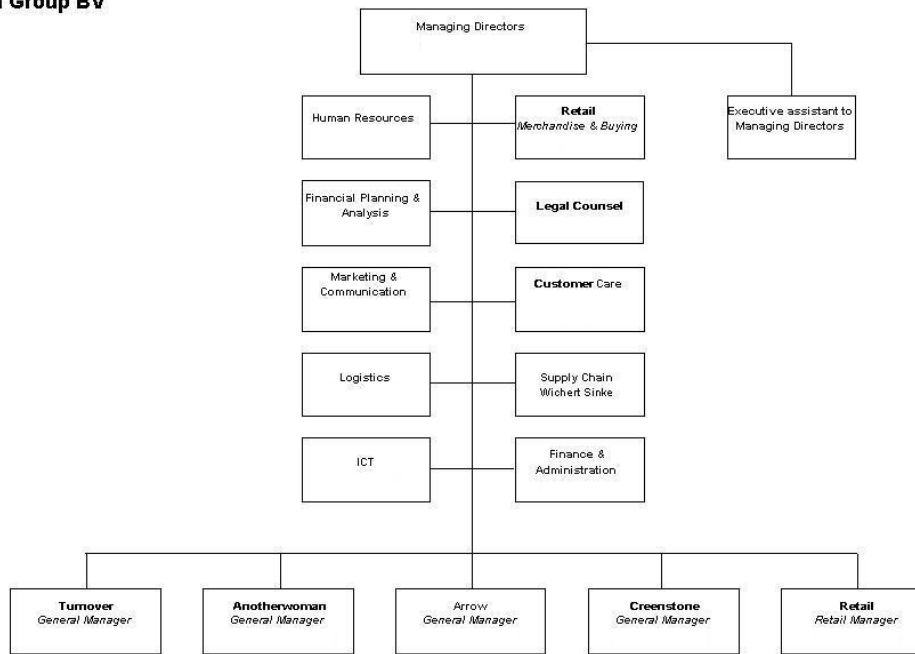 Group BV
Managing Directors
Human Resources
Retail
Merchandise & Buying
Executive assistant to
Managing Directors
Financial Planning &
Analysis
Legal Counsel
Marketing &
Communication
Customer Care
Logistics
Supply Chain
Wichert Sinke
ICT
Finance &
Administration
Turnover
General Manager
Anotherwoman
General Manager
Arrow
General Manager
Creenstone
General Manager
Retail
Retail Manager